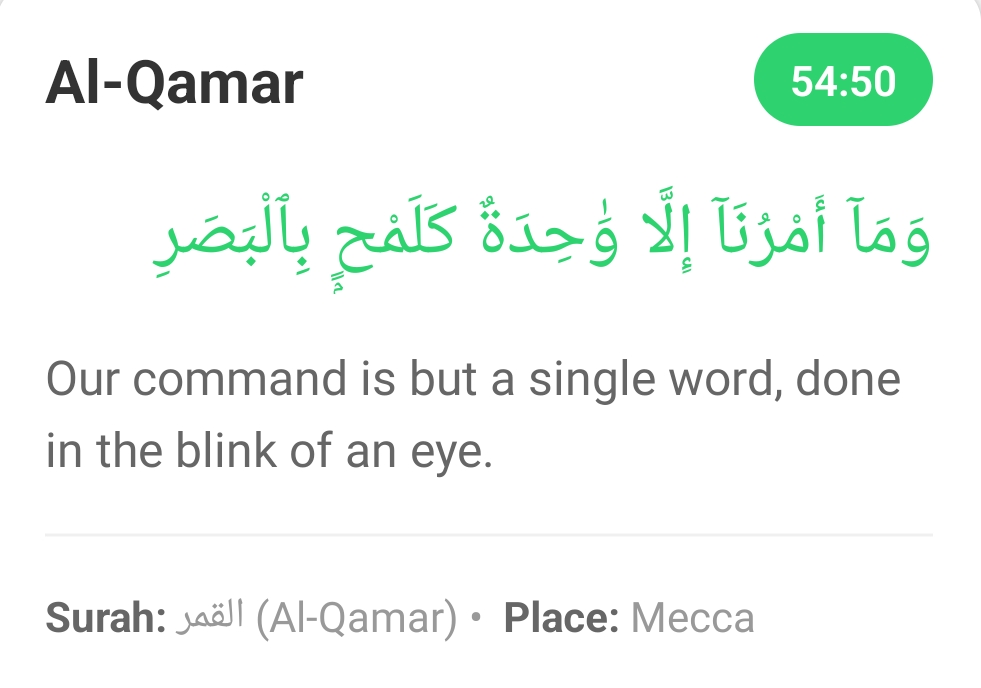 Al-Qamar
54:50
وَمَآ أَمْرُنَآ إِلَّا وَٰحِدَةٌ كَلَمْحٍۭ بِٱلْبَصَرِ
Our command is but a single word, done
in the blink of an eye.
Surah: القمر (Al-Qamar) • Place: Mecca